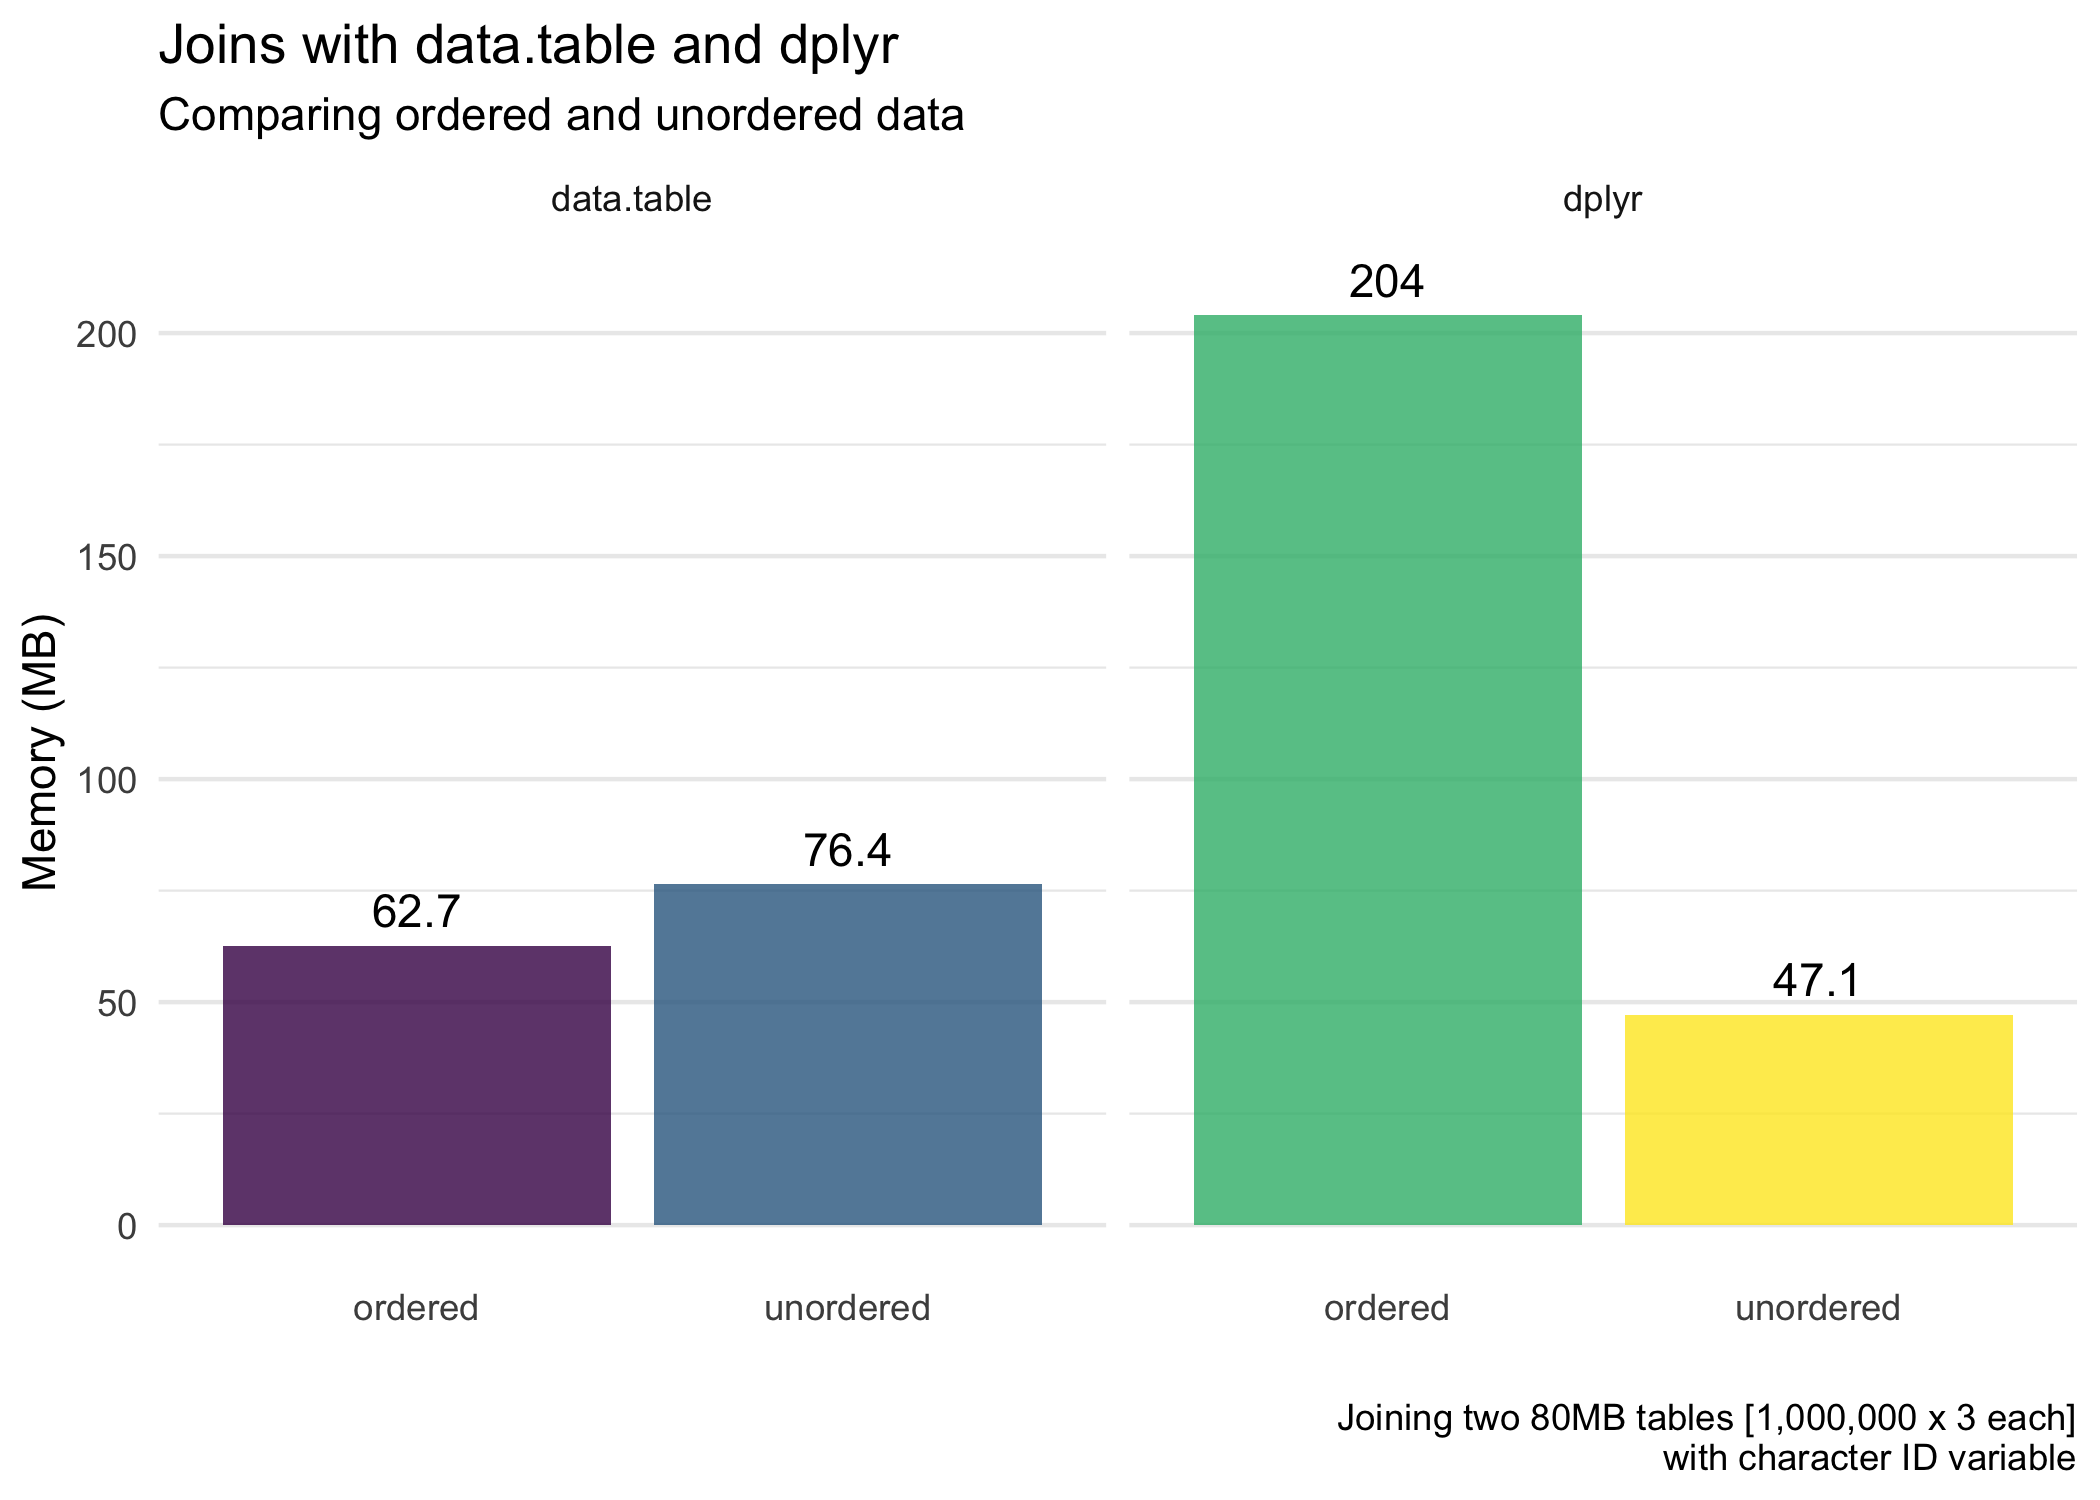 Joins with data.table and dplyr
Comparing ordered and unordered data
data.table
dplyr
Memory (MB)
200
150
100
50
0
62.7
76.4
204
47.1
ordered
unordered
ordered
unordered
Joining two 80MB tables [1,000,000 x 3 each]
with character ID variable